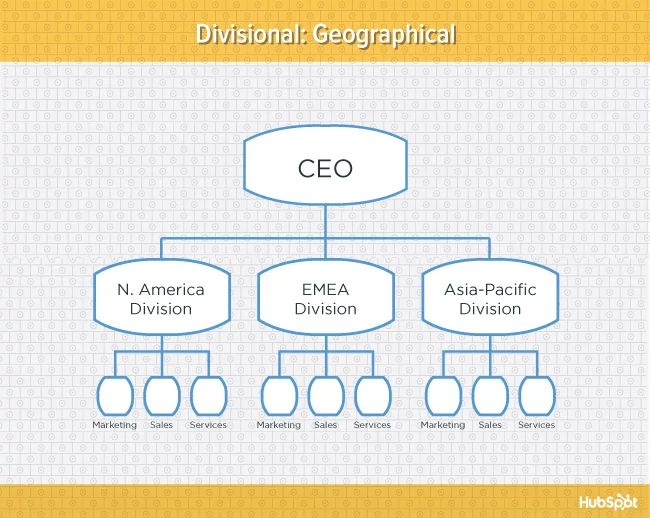 Divisional: Geographical
CEO
N. America
Division
EMEA
Division
Asia-Pacific
Division
Marketing Sales Services
Marketing Sales Services
Marketing Sales Services
HubSpot